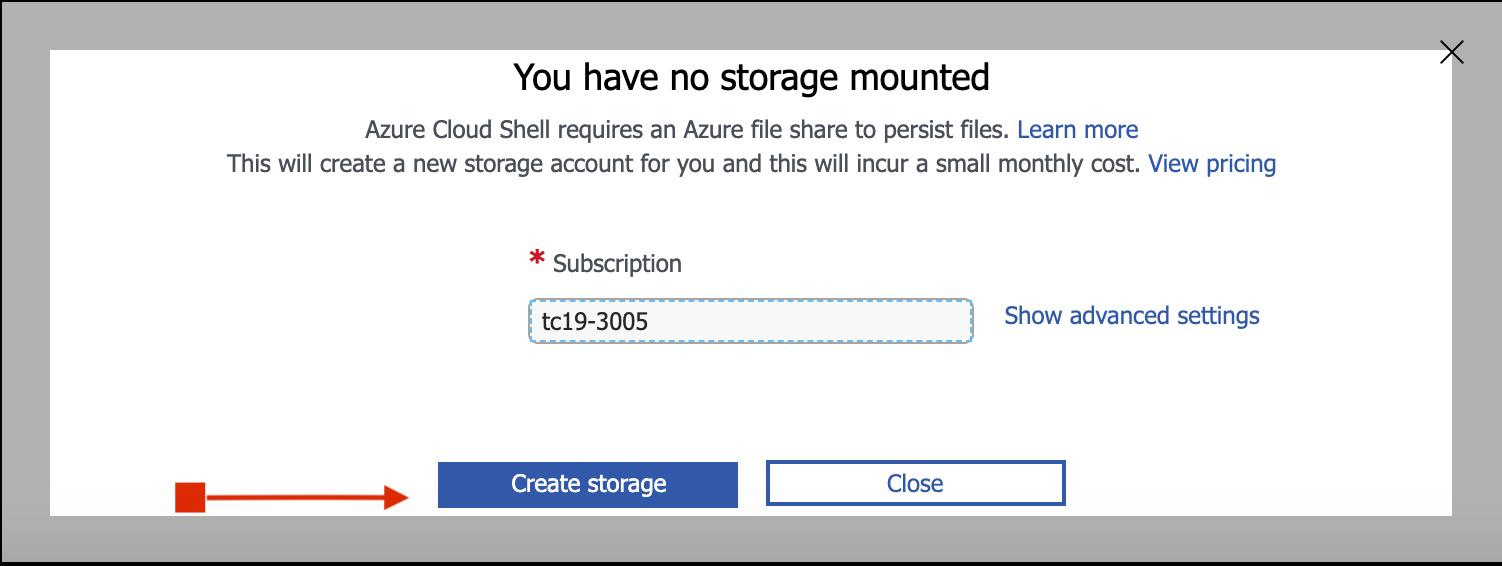 You have no storage mounted
Azure Cloud Shell requires an Azure file share to persist files. Learn more
This will create a new storage account for you and this will incur a small monthly cost. View pricing
* Subscription
tc19-3005
Show advanced settings
Create storage
Close